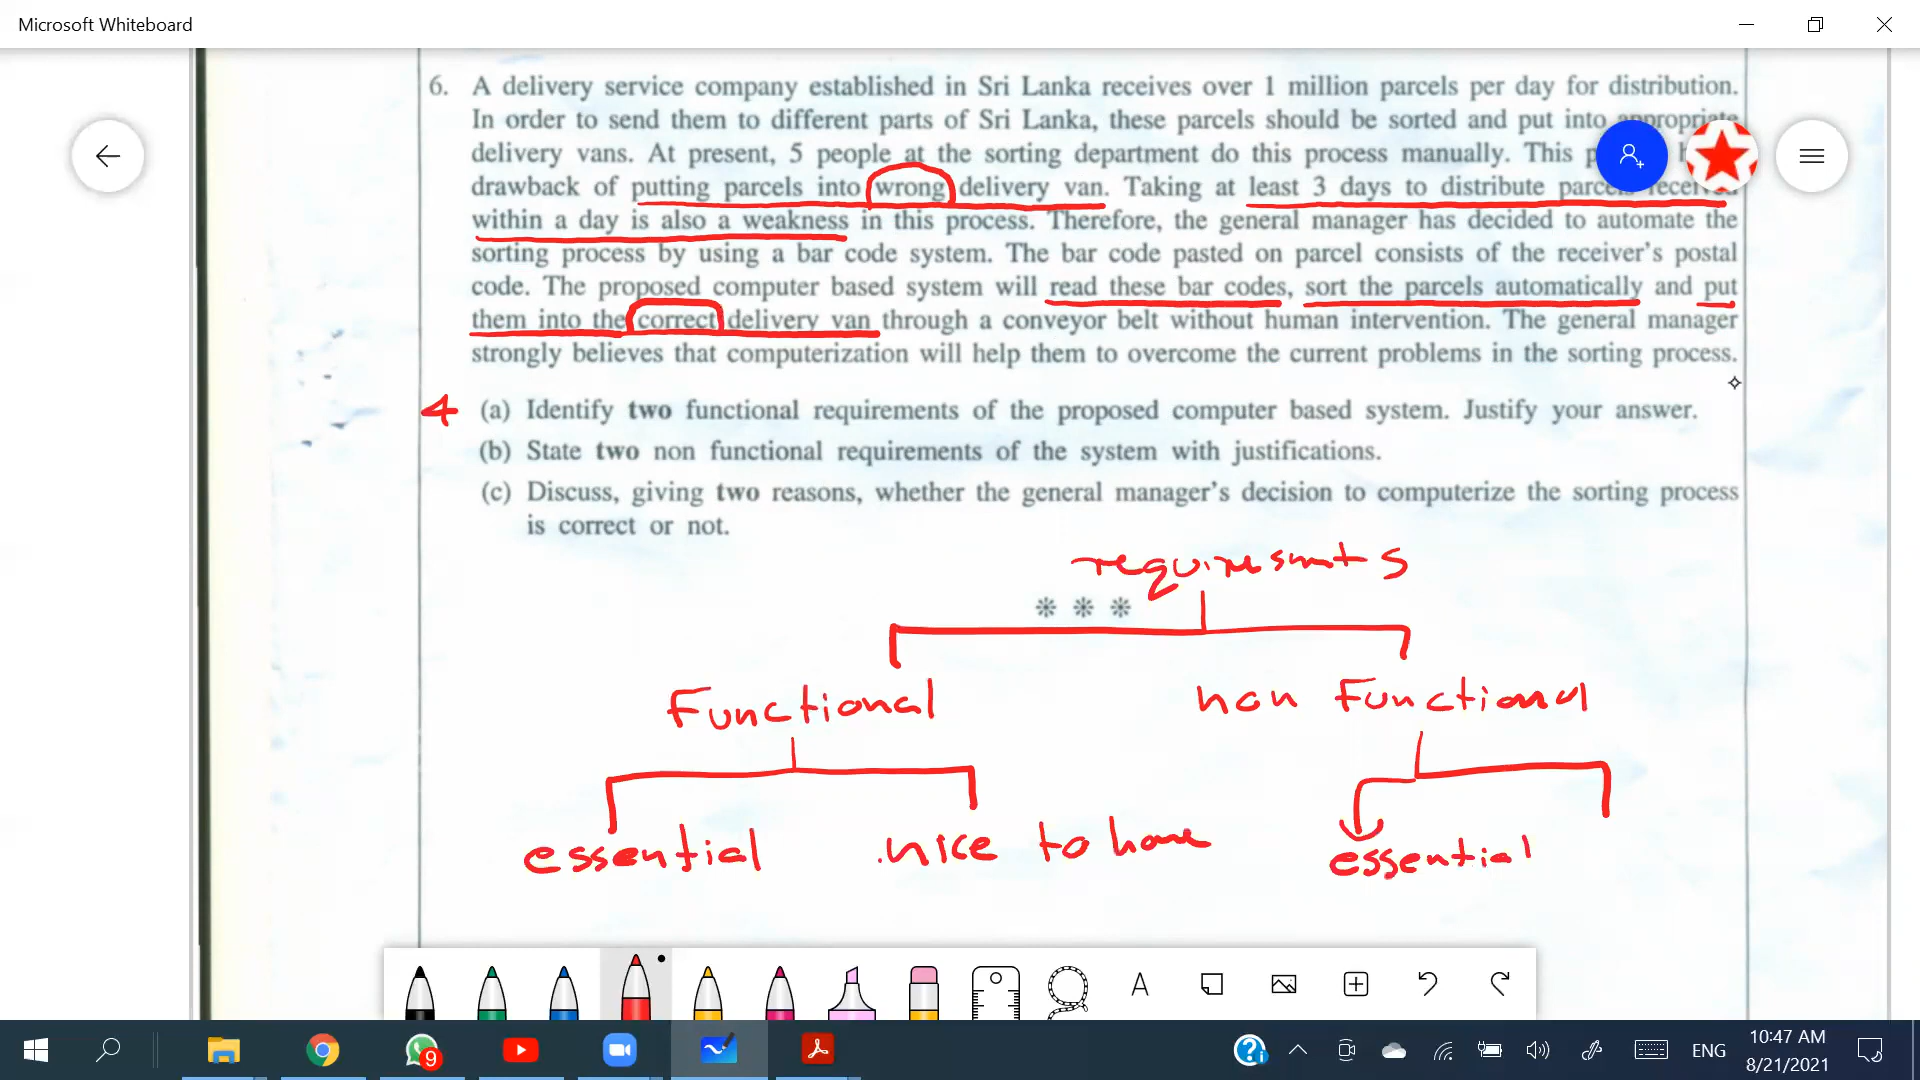 Microsoft Whiteboard
6. A delivery service company established in Sri Lanka receives over 1 million parcels per day for distribution.
In order to send them to different parts of Sri Lanka, these parcels should be sorted and put into appropriate
delivery vans. At present, 5 people at the sorting department do this process manually. This
drawback of putting parcels into wrong delivery van. Taking at least 3 days to distribute parcels received
within a day is also a weakness in this process. Therefore, the general manager has decided to automate the
sorting process by using a bar code system. The bar code pasted on parcel consists of the receiver's postal
code. The proposed computer based system will read these bar codes, sort the parcels automatically and put
them into the correct delivery van through a conveyor belt without human intervention. The general manager
strongly believes that computerization will help them to overcome the current problems in the sorting process.
4 (a) Identify two functional requirements of the proposed computer based system. Justify your answer.
(b) State two non functional requirements of the system with justifications.
(c) Discuss, giving two reasons, whether the general manager's decision to computerize the sorting process
is correct or not.
requirements
* * *
Functional non Functional
essential nice to have essential
A
9
ENG
10:47 AM
8/21/2021